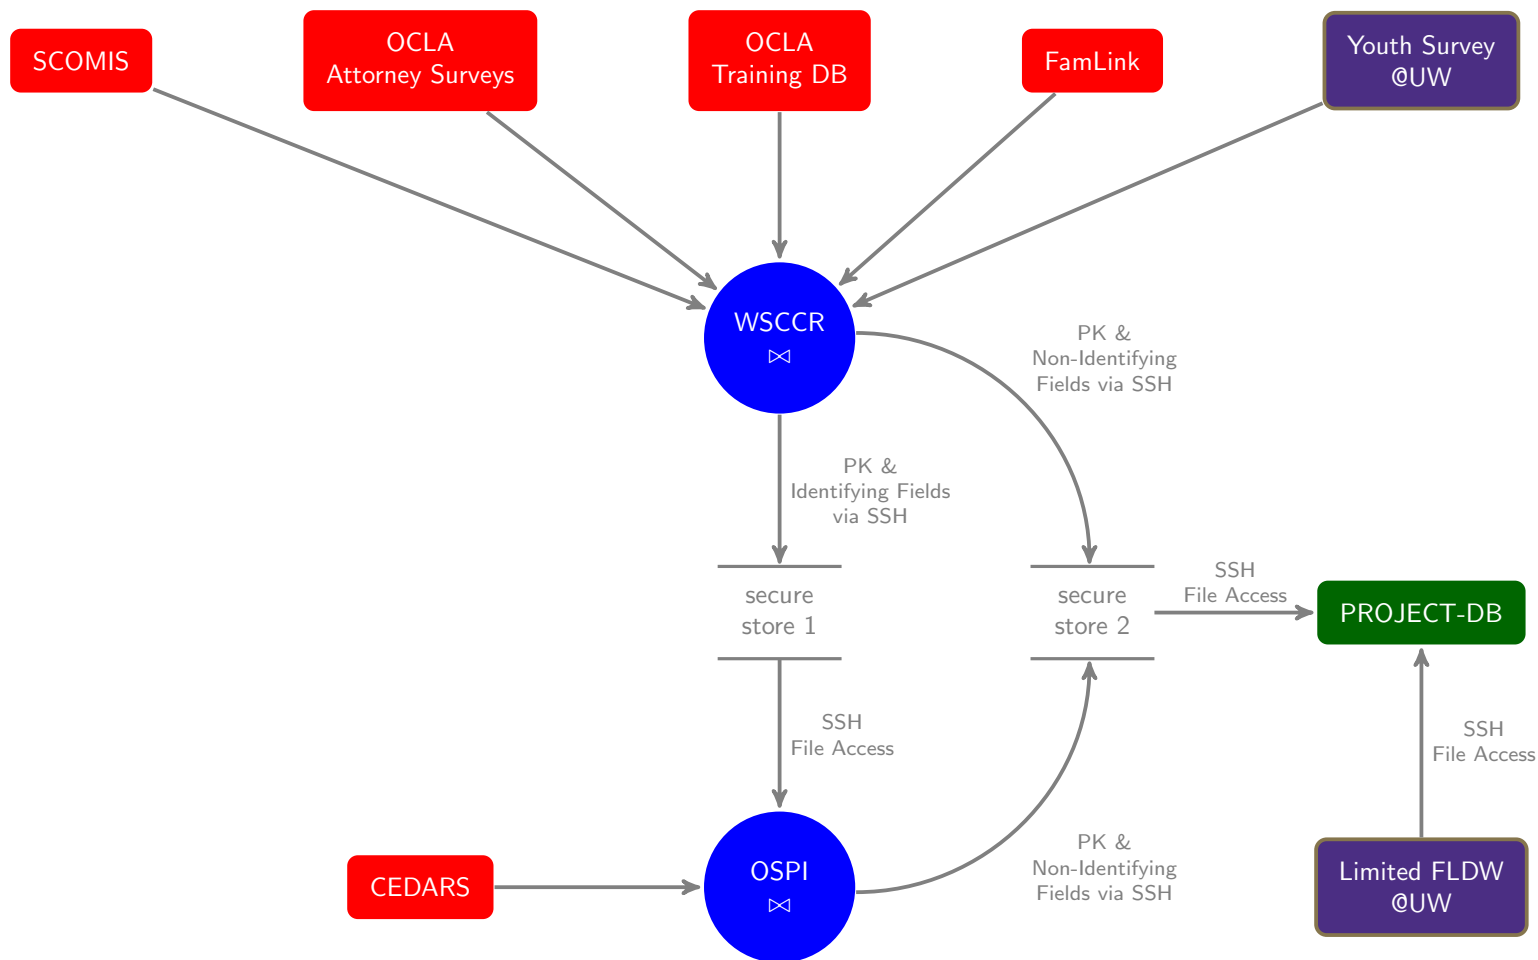 SCOMIS
OCLA
Attorney Surveys
OCLA
Training DB
FamLink
Youth Survey
@UW
WSCCR
⋈
PK &
Non-Identifying
Fields via SSH
PK &
Identifying Fields
via SSH
secure
store 1
secure
store 2
SSH
File Access
PROJECT-DB
SSH
File Access
SSH
File Access
CEDARS
OSPI
⋈
PK &
Non-Identifying
Fields via SSH
Limited FLDW
@UW